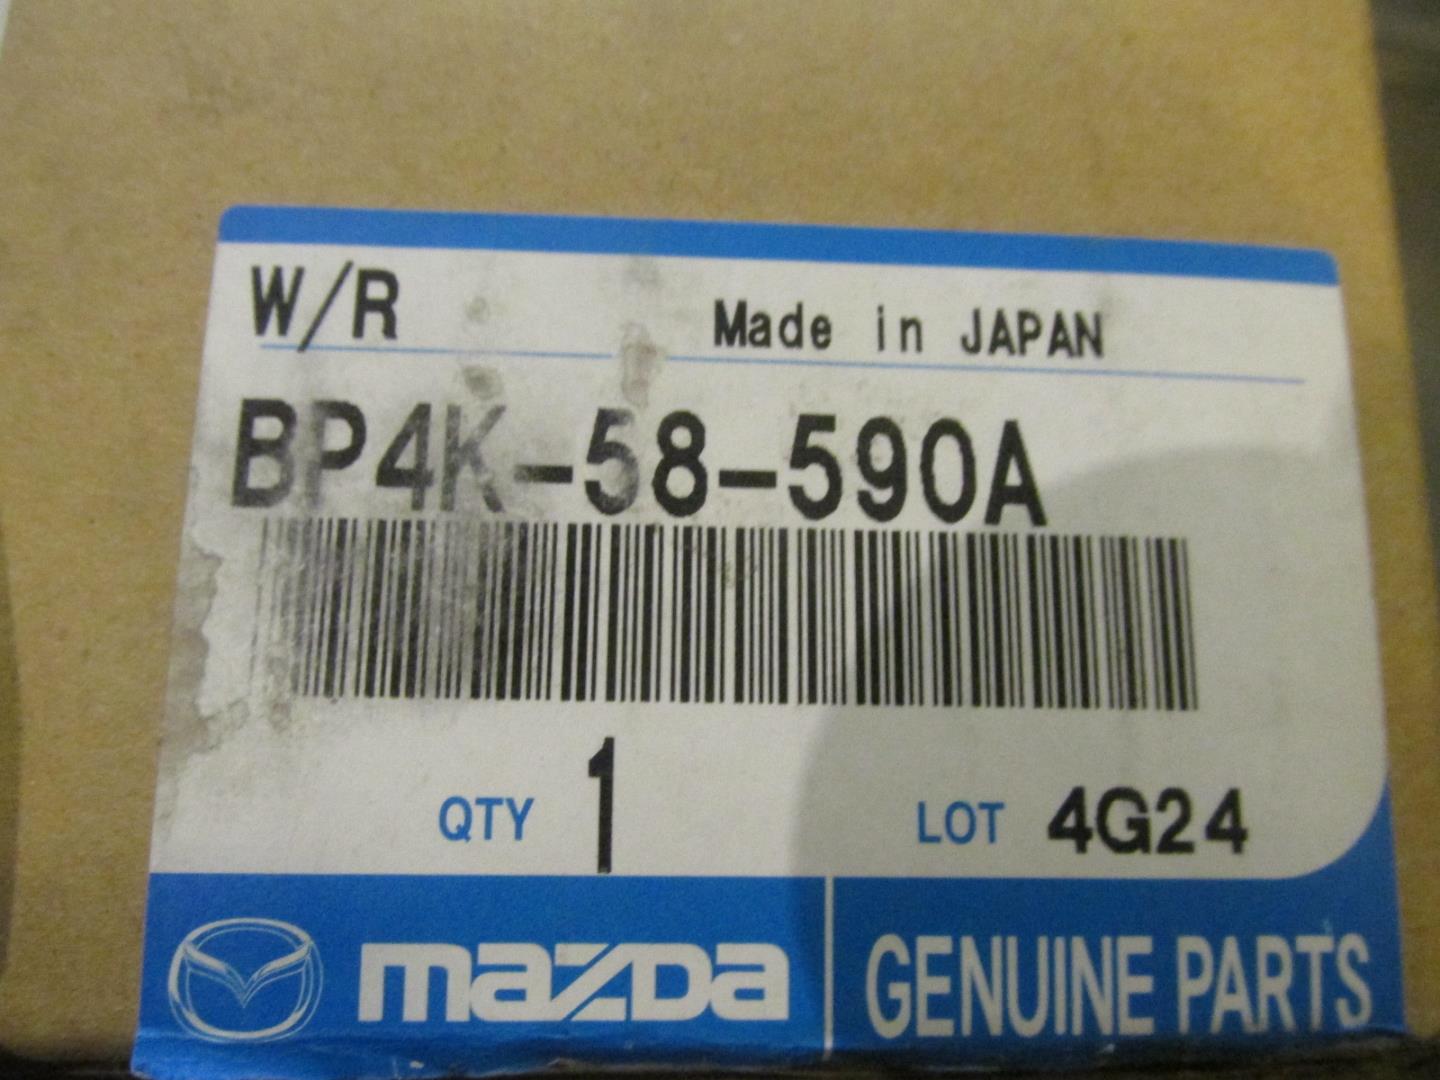 W/R Made in JAPAN
BP4K-58-590A
QTY 1 LOT 4G24
mazda GENUINE PARTS